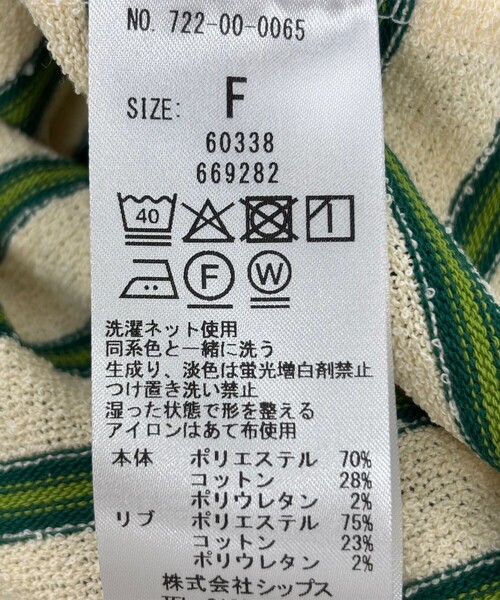 NO. 722-00-0065
SIZE: F
60338
669282
40
F W
洗濯ネット使用
同系色と一緒に洗う
生成り、淡色は蛍光増白剤禁止
つけ置き洗い禁止
湿った状態で形を整える
アイロンはあて布使用
本体 ポリエステル 70%
コットン 28%
ポリウレタン 2%
リブ ポリエステル 75%
コットン 23%
ポリウレタン 2%
株式会社シップス